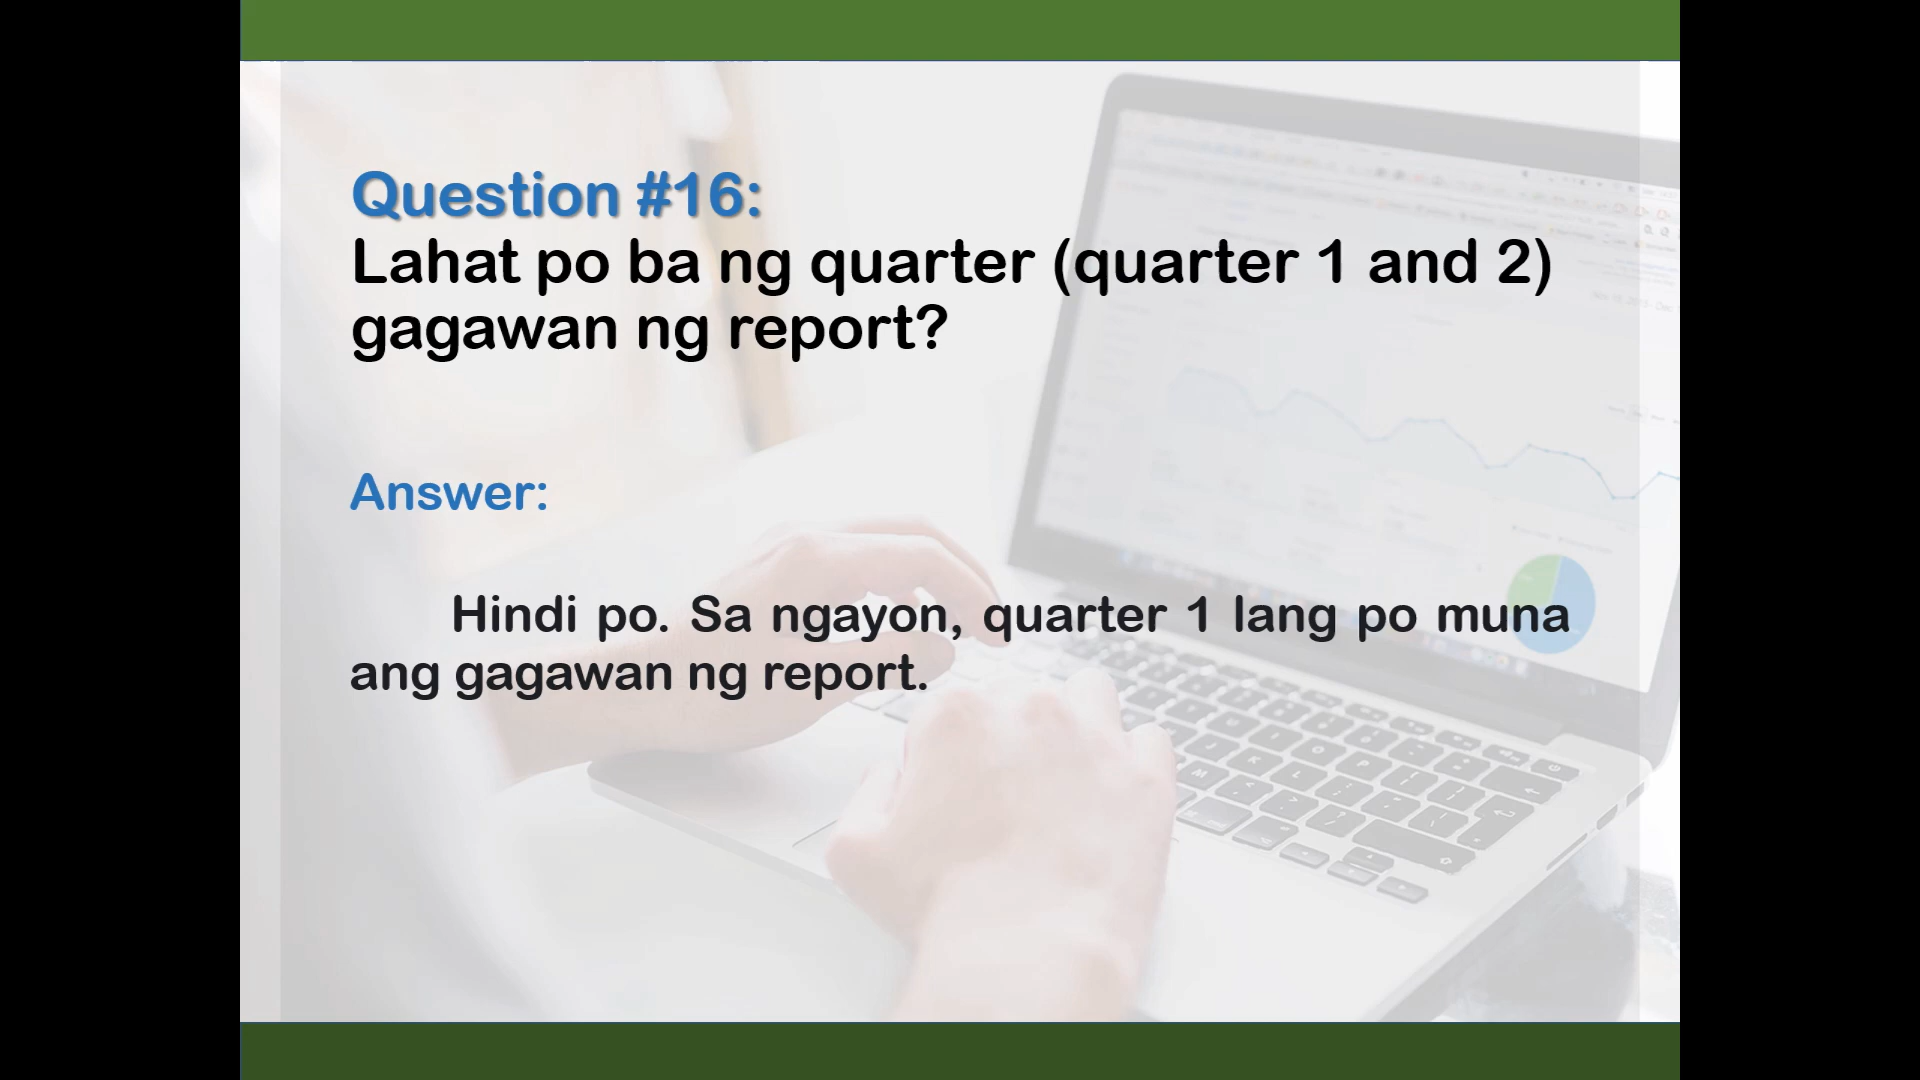 Question #16:
Lahat po ba ng quarter (quarter 1 and 2)
gagawan ng report?
Answer:
Hindi po. Sa ngayon, quarter 1 lang po muna
ang gagawan ng report.